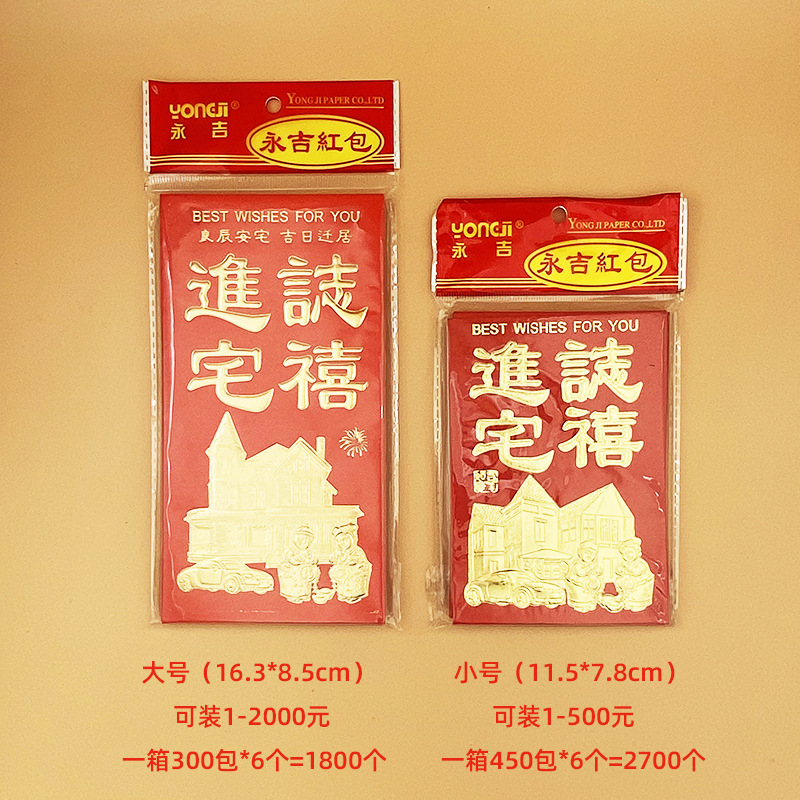 YONGJI®
永吉
YONG JI PAPER CO.,LTD
永吉紅包
BEST WISHES FOR YOU
良辰安宅 吉日迁居
進誌
宅禧
YONGJI®
永吉
YONG JI PAPER CO.,LTD
永吉紅包
BEST WISHES FOR YOU
進誌
宅禧
大号（16.3*8.5cm）
可装1-2000元
一箱300包*6个=1800个
小号（11.5*7.8cm）
可装1-500元
一箱450包*6个=2700个